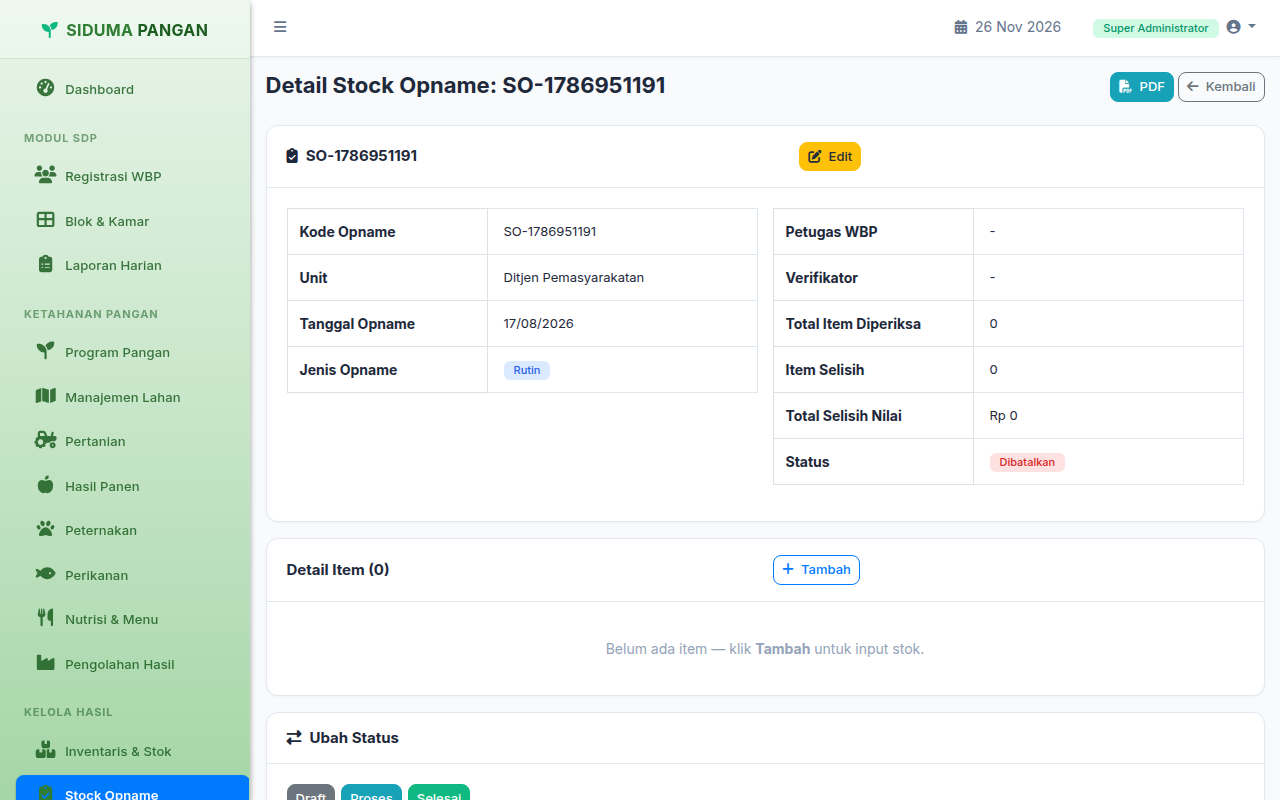 SIDUMA PANGAN
26 Nov 2026
Super Administrator
Dashboard
MODUL SDP
Registrasi WBP
Blok & Kamar
Laporan Harian
KETAHANAN PANGAN
Program Pangan
Manajemen Lahan
Pertanian
Hasil Panen
Peternakan
Perikanan
Nutrisi & Menu
Pengolahan Hasil
KELOLA HASIL
Inventaris & Stok
Stock Opname
Detail Stock Opname: SO-1786951191
PDF
Kembali
SO-1786951191
Edit
Kode Opname SO-1786951191
Unit Ditjen Pemasyarakatan
Tanggal Opname 17/08/2026
Jenis Opname Rutin
Petugas WBP -
Verifikator -
Total Item Diperiksa 0
Item Selisih 0
Total Selisih Nilai Rp 0
Status Dibatalkan
Detail Item (0)
Tambah
Belum ada item — klik Tambah untuk input stok.
Ubah Status
Draft Proses Selesai